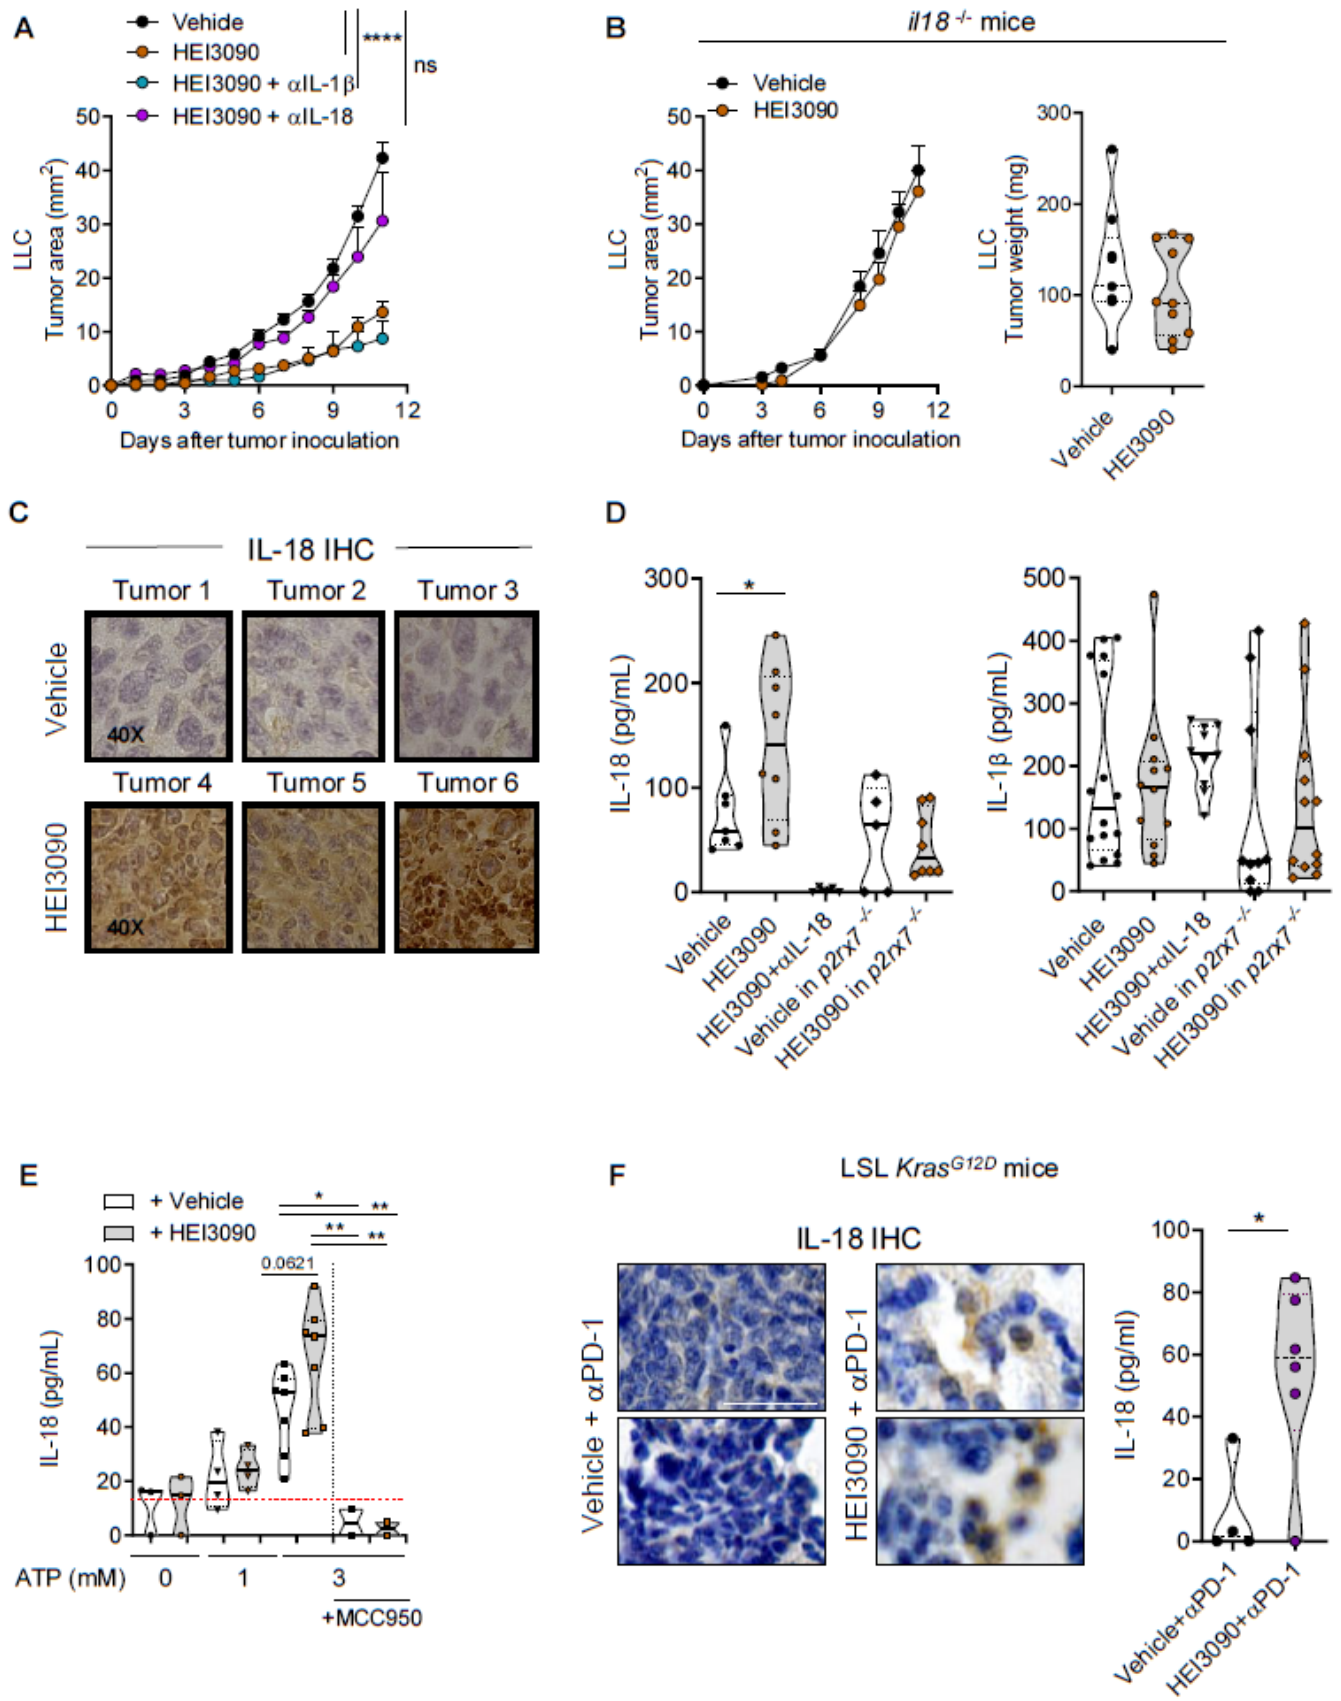 A
Vehicle
HEI3090
HEI3090 + αIL-1β
HEI3090 + αIL-18
****
ns
LLC
Tumor area (mm²)
50
40
30
20
10
0
0 3 6 9 12
Days after tumor inoculation
B
il18 -/- mice
Vehicle
HEI3090
LLC
Tumor area (mm²)
50
40
30
20
10
0
0 3 6 9 12
Days after tumor inoculation
LLC
Tumor weight (mg)
300
200
100
0
Vehicle
HEI3090
C
IL-18 IHC
Tumor 1 Tumor 2 Tumor 3
Vehicle
40X
Tumor 4 Tumor 5 Tumor 6
HEI3090
40X
D
IL-18 (pg/mL)
300
200
100
0
*
Vehicle
HEI3090
HEI3090+αIL-18
Vehicle in p2rx7-/-
HEI3090 in p2rx7-/-
IL-1β (pg/mL)
500
400
300
200
100
0
Vehicle
HEI3090
HEI3090+αIL-18
Vehicle in p2rx7-/-
HEI3090 in p2rx7-/-
E
+ Vehicle
+ HEI3090
*
**
**
**
0.0621
IL-18 (pg/mL)
100
80
60
40
20
0
ATP (mM) 0 1 3
+MCC950
F
LSL KrasG12D mice
IL-18 IHC
Vehicle + αPD-1
HEI3090 + αPD-1
IL-18 (pg/ml)
100
80
60
40
20
0
*
Vehicle+αPD-1
HEI3090+αPD-1